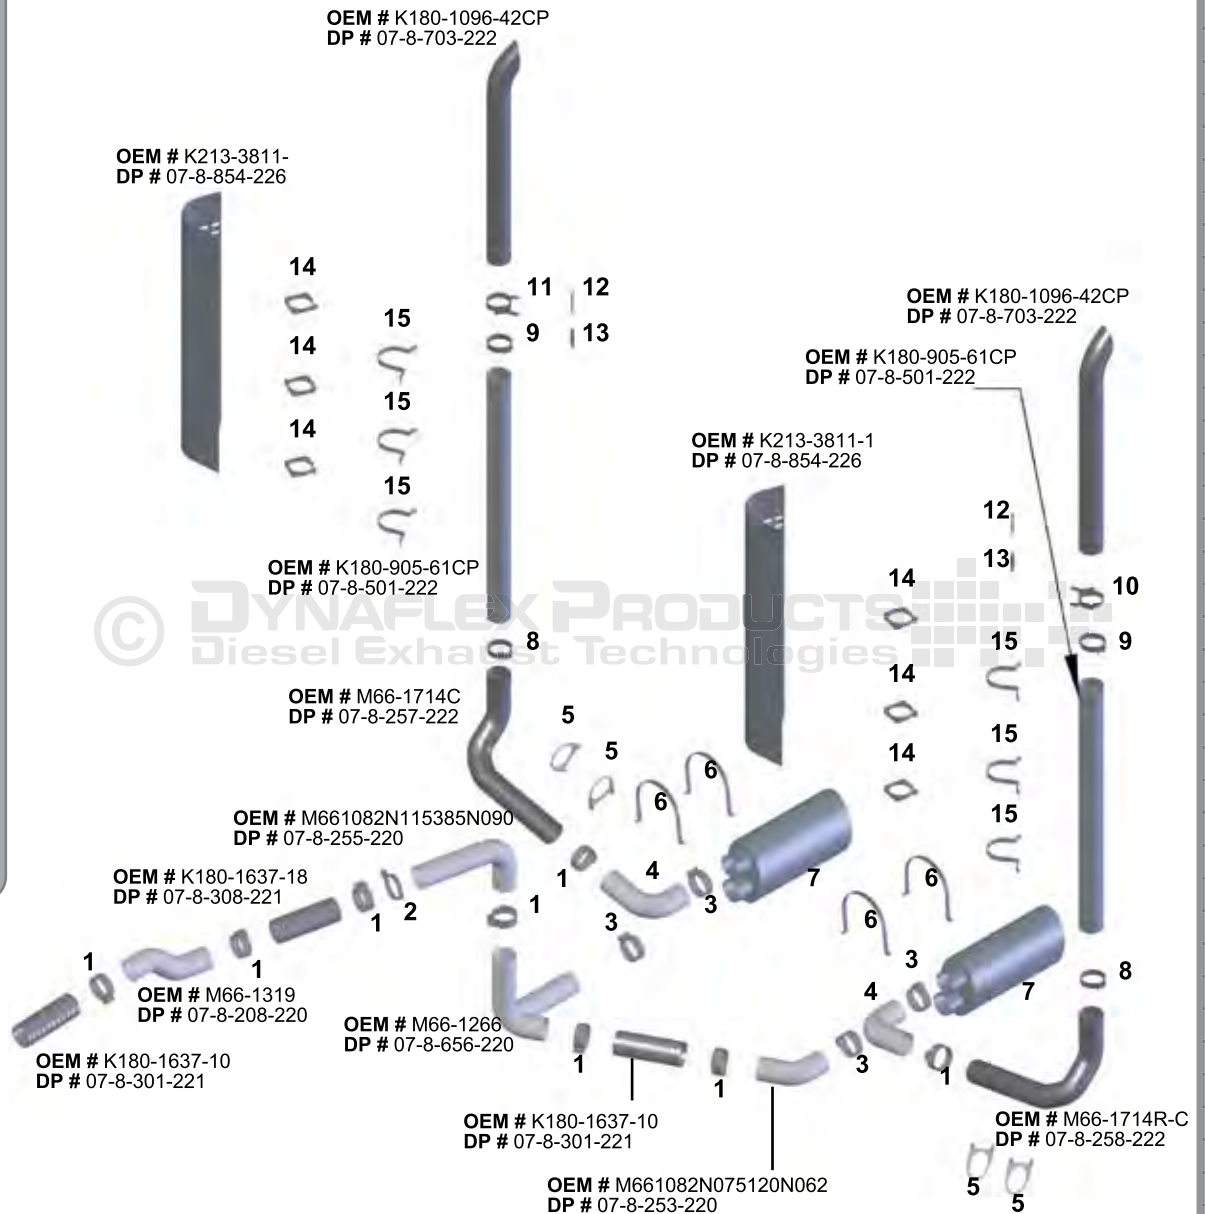 OEM # K180-1096-42CP
DP # 07-8-703-222
OEM # K213-3811-
DP # 07-8-854-226
14
11
12
15
9
13
OEM # K180-1096-42CP
DP # 07-8-703-222
14
OEM # K180-905-61CP
DP # 07-8-501-222
15
14
OEM # K213-3811-1
DP # 07-8-854-226
15
12
13
OEM # K180-905-61CP
DP # 07-8-501-222
14
10
© DYNAFLEX PRODUCTS
Diesel Exhaust Technologies
8
15
9
14
OEM # M66-1714C
DP # 07-8-257-222
5
5
15
14
6
6
OEM # M661082N115385N090
DP # 07-8-255-220
15
OEM # K180-1637-18
DP # 07-8-308-221
1
4
7
6
1
2
1
3
3
6
1
1
3
8
OEM # M66-1319
DP # 07-8-208-220
4
7
OEM # M66-1266
DP # 07-8-656-220
OEM # K180-1637-10
DP # 07-8-301-221
1
1
3
1
OEM # K180-1637-10
DP # 07-8-301-221
OEM # M66-1714R-C
DP # 07-8-258-222
OEM # M661082N075120N062
DP # 07-8-253-220
5
5